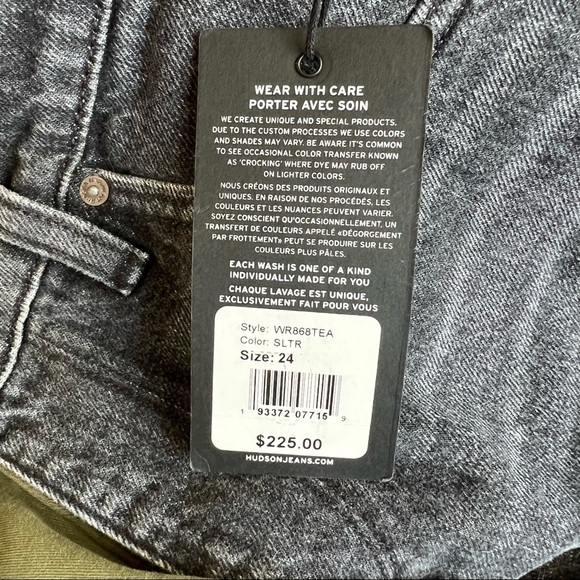 WEAR WITH CARE
PORTER AVEC SOIN
WE CREATE UNIQUE AND SPECIAL PRODUCTS.
DUE TO THE CUSTOM PROCESSES WE USE COLORS
AND SHADES MAY VARY. BE AWARE IT'S COMMON
TO SEE OCCASIONAL COLOR TRANSFER KNOWN
AS 'CROCKING' WHERE DYE MAY RUB OFF
ON LIGHTER COLORS.
NOUS CRÉONS DES PRODUITS ORIGINAUX ET
UNIQUES. EN RAISON DE NOS PROCÉDÉS, LES
COULEURS ET LES NUANCES PEUVENT VARIER.
SOYEZ CONSCIENT QU'OCCASIONNELLEMENT, UN
TRANSFERT DE COULEURS APPELÉ «DÉGORGEMENT
PAR FROTTEMENT» PEUT SE PRODUIRE SUR LES
COULEURS PLUS PÂLES.
EACH WASH IS ONE OF A KIND
INDIVIDUALLY MADE FOR YOU
CHAQUE LAVAGE EST UNIQUE,
EXCLUSIVEMENT FAIT POUR VOUS
Style: WR868TEA
Color: SLTR
Size: 24
1 93372 07715 9
$225.00
HUDSONJEANS.COM